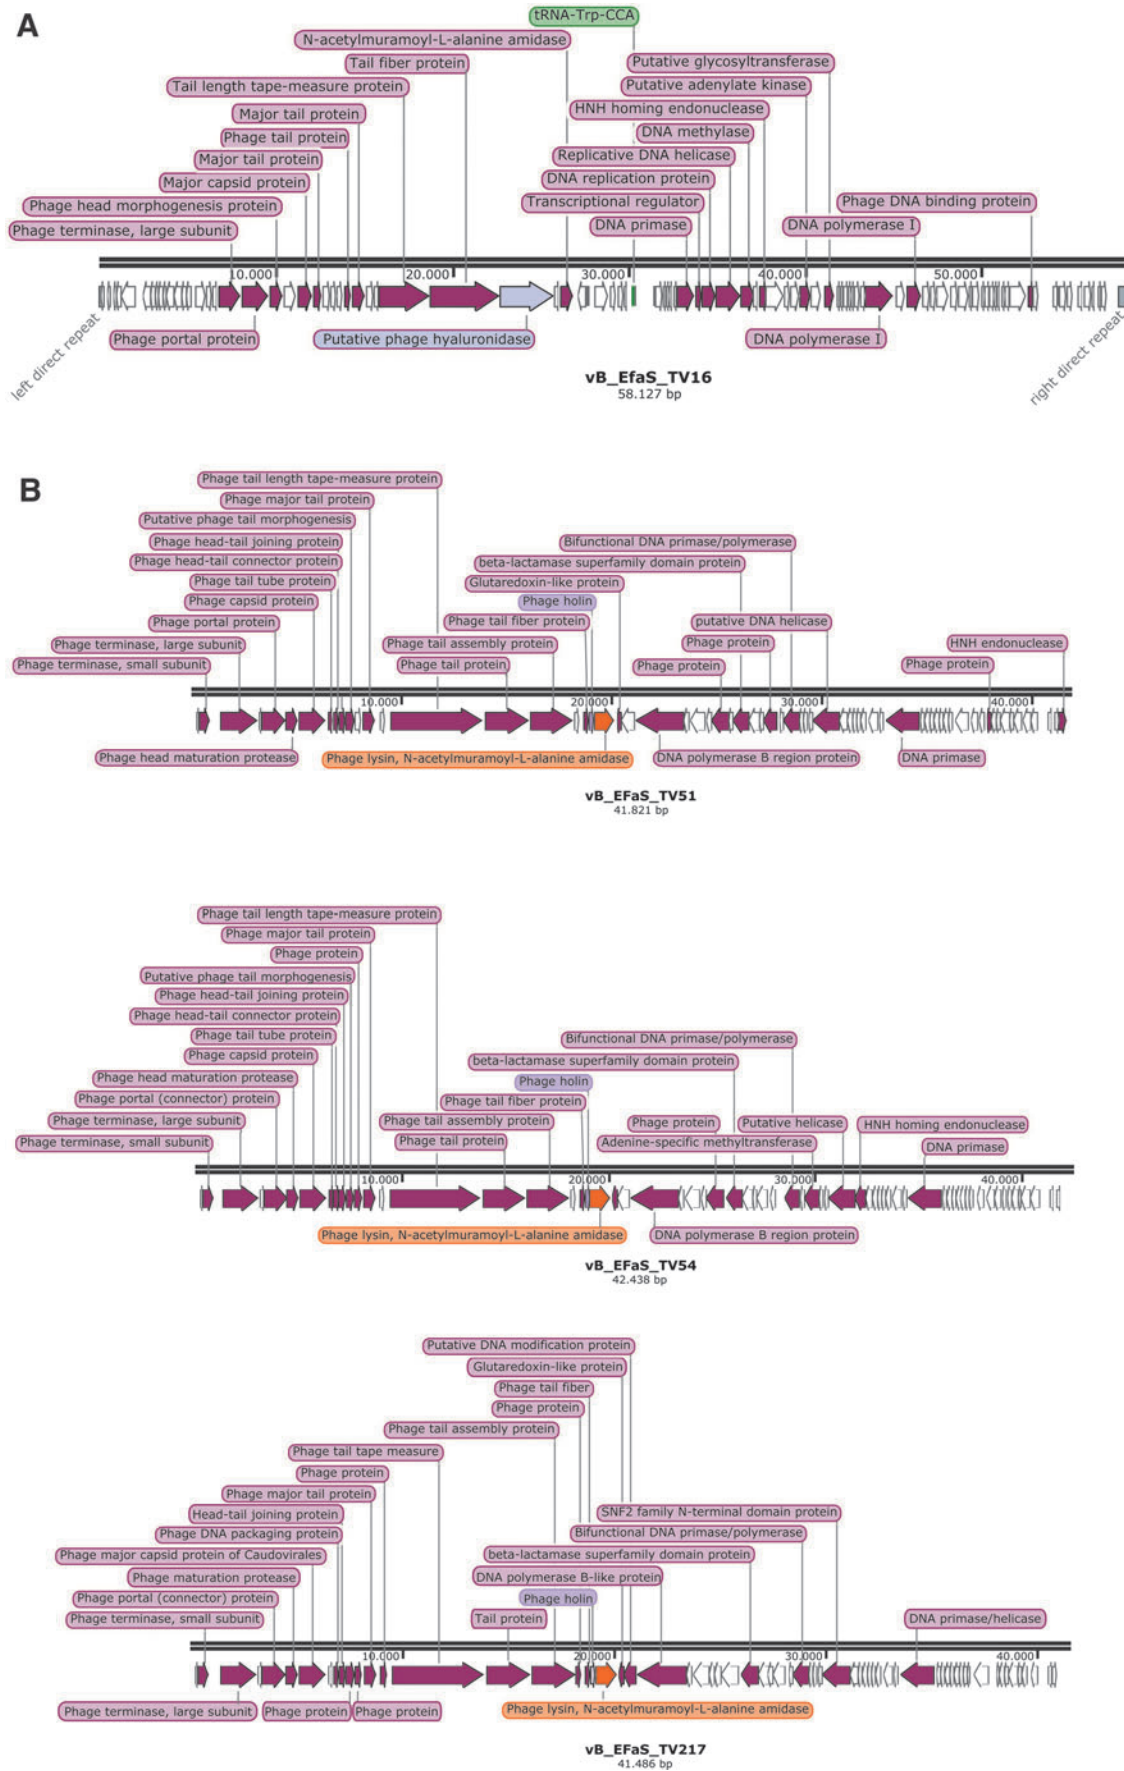 A
tRNA-Trp-CCA
N-acetylmuramoyl-L-alanine amidase
Tail fiber protein
Putative glycosyltransferase
Tail length tape-measure protein
Putative adenylate kinase
Major tail protein
HNH homing endonuclease
Phage tail protein
DNA methylase
Major tail protein
Replicative DNA helicase
Major capsid protein
DNA replication protein
Phage head morphogenesis protein
Transcriptional regulator
Phage DNA binding protein
Phage terminase, large subunit
DNA primase
DNA polymerase I
10.000 20.000 30.000 40.000 50.000
left direct repeat
Phage portal protein
Putative phage hyaluronidase
DNA polymerase I
right direct repeat
vB_EfaS_TV16
58.127 bp
B
Phage tail length tape-measure protein
Phage major tail protein
Putative phage tail morphogenesis
Phage head-tail joining protein
Bifunctional DNA primase/polymerase
Phage head-tail connector protein
beta-lactamase superfamily domain protein
Phage tail tube protein
Glutaredoxin-like protein
Phage capsid protein
Phage holin
Phage portal protein
Phage tail fiber protein
putative DNA helicase
Phage terminase, large subunit
Phage tail assembly protein
Phage protein
HNH endonuclease
Phage terminase, small subunit
Phage tail protein
Phage protein
Phage protein
10.000 20.000 30.000 40.000
Phage head maturation protease
Phage lysin, N-acetylmuramoyl-L-alanine amidase
DNA polymerase B region protein
DNA primase
vB_EFaS_TV51
41.821 bp
Phage tail length tape-measure protein
Phage major tail protein
Phage protein
Putative phage tail morphogenesis
Phage head-tail joining protein
Phage head-tail connector protein
Phage tail tube protein
Bifunctional DNA primase/polymerase
Phage capsid protein
beta-lactamase superfamily domain protein
Phage head maturation protease
Phage holin
Phage portal (connector) protein
Phage tail fiber protein
Phage terminase, large subunit
Phage tail assembly protein
Phage protein
Putative helicase
HNH homing endonuclease
Phage terminase, small subunit
Phage tail protein
Adenine-specific methyltransferase
DNA primase
10.000 20.000 30.000 40.000
Phage lysin, N-acetylmuramoyl-L-alanine amidase
DNA polymerase B region protein
vB_EFaS_TV54
42.438 bp
Putative DNA modification protein
Glutaredoxin-like protein
Phage tail fiber
Phage protein
Phage tail assembly protein
Phage tail tape measure
Phage protein
Phage major tail protein
Head-tail joining protein
SNF2 family N-terminal domain protein
Phage DNA packaging protein
Bifunctional DNA primase/polymerase
Phage major capsid protein of Caudovirales
beta-lactamase superfamily domain protein
Phage maturation protease
DNA polymerase B-like protein
Phage portal (connector) protein
Phage holin
Phage terminase, small subunit
Tail protein
DNA primase/helicase
10.000 20.000 30.000 40.000
Phage terminase, large subunit
Phage protein
Phage protein
Phage lysin, N-acetylmuramoyl-L-alanine amidase
vB_EFaS_TV217
41.486 bp